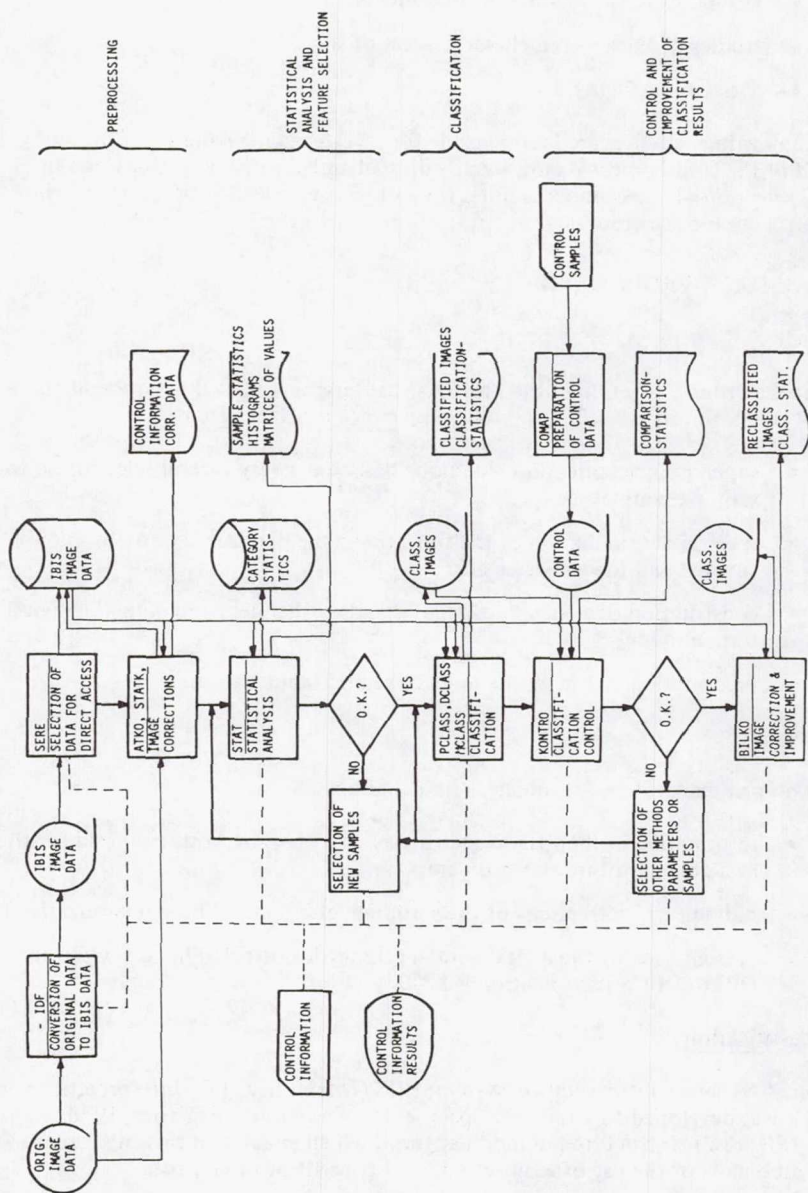 ORIG.
IMAGE
DATA
- IDF
CONVERSION OF
ORIGINAL DATA
TO IBIS DATA
IBIS
IMAGE
DATA
SERE
SELECTION OF
DATA FOR
DIRECT ACCESS
IBIS
IMAGE
DATA
PREPROCESSING
ATKO, STATK,
IMAGE
CORRECTIONS
CONTROL
INFORMATION
CORR. DATA
STAT
STATISTICAL
ANALYSIS
CATEGORY
STATIS-
TICS
SAMPLE STATISTICS
HISTOGRAMS
MATRICES OF VALUES
STATISTICAL
ANALYSIS AND
FEATURE SELECTION
O.K.?
NO
YES
SELECTION OF
NEW SAMPLES
CONTROL
INFORMATION
CONTROL
INFORMATION
RESULTS
PCLASS,DCLASS
MCLASS
CLASSIFI-
CATION
CLASS.
IMAGES
CLASSIFIED IMAGES
CLASSIFICATION-
STATISTICS
CLASSIFICATION
KONTRO
CLASSIFI-
CATION
CONTROL
CONTROL
DATA
COMAP
PREPARATION
OF CONTROL
DATA
CONTROL
SAMPLES
O.K.?
NO
YES
SELECTION OF
OTHER METHODS
PARAMETERS OR
SAMPLES
COMPARISON-
STATISTICS
CONTROL AND
IMPROVEMENT OF
CLASSIFICATION
RESULTS
BILKO
IMAGE
CORRECTION &
IMPROVEMENT
CLASS.
IMAGES
RECLASSIFIED
IMAGES
CLASS. STAT.